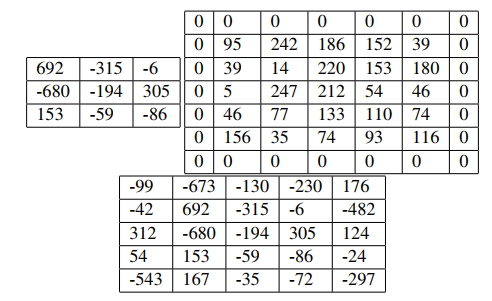 0 0 0 0 0 0 0
0 95 242 186 152 39 0
692 -315 -6 0 39 14 220 153 180 0
-680 -194 305 0 5 247 212 54 46 0
153 -59 -86 0 46 77 133 110 74 0
0 156 35 74 93 116 0
0 0 0 0 0 0 0
-99 -673 -130 -230 176
-42 692 -315 -6 -482
312 -680 -194 305 124
54 153 -59 -86 -24
-543 167 -35 -72 -297